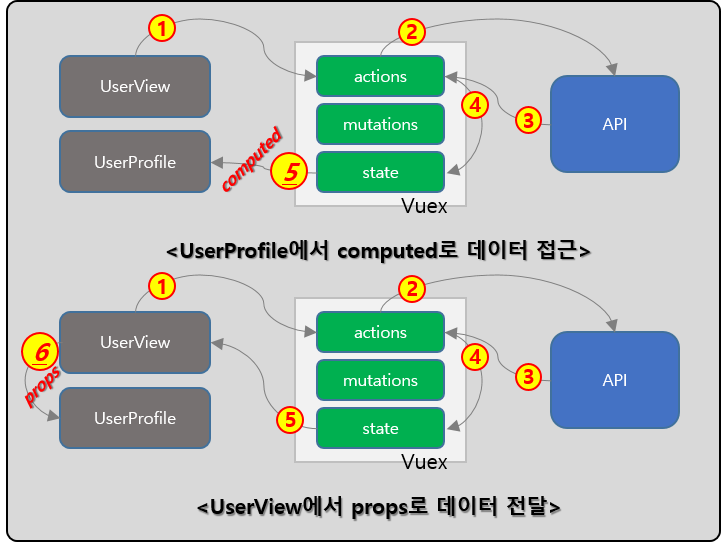 1
2
UserView
actions
4
3
API
mutations
UserProfile
computed
5
state
Vuex
<UserProfile에서 computed로 데이터 접근>
1
2
UserView
actions
6
4
3
API
props
mutations
UserProfile
5
state
Vuex
<UserView에서 props로 데이터 전달>